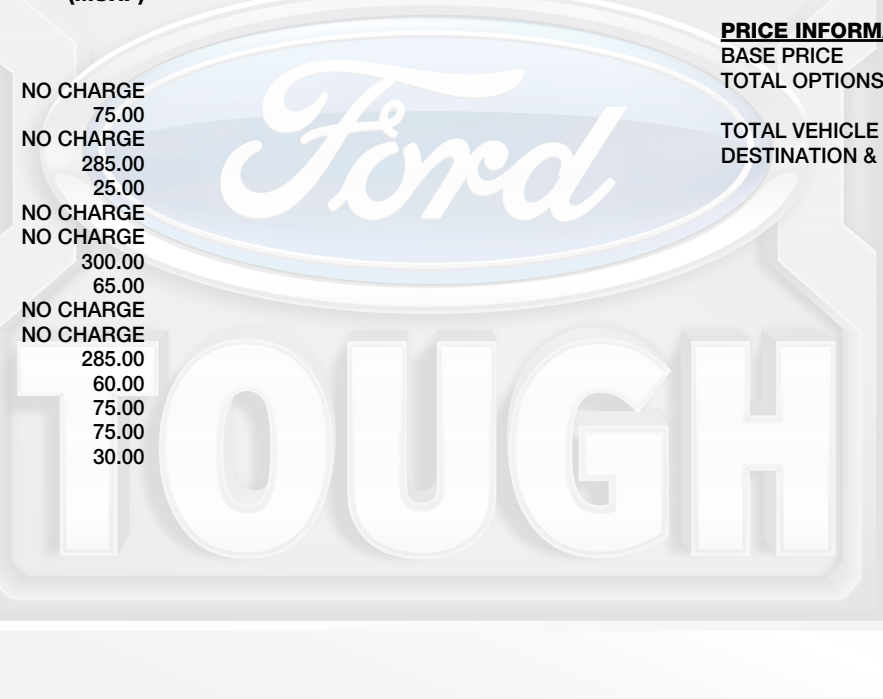 NO CHARGE
75.00
NO CHARGE
285.00
25.00
NO CHARGE
NO CHARGE
300.00
65.00
NO CHARGE
NO CHARGE
285.00
60.00
75.00
75.00
30.00
PRICE INFORM
BASE PRICE
TOTAL OPTIONS
TOTAL VEHICLE
DESTINATION &
Ford
TOUGH